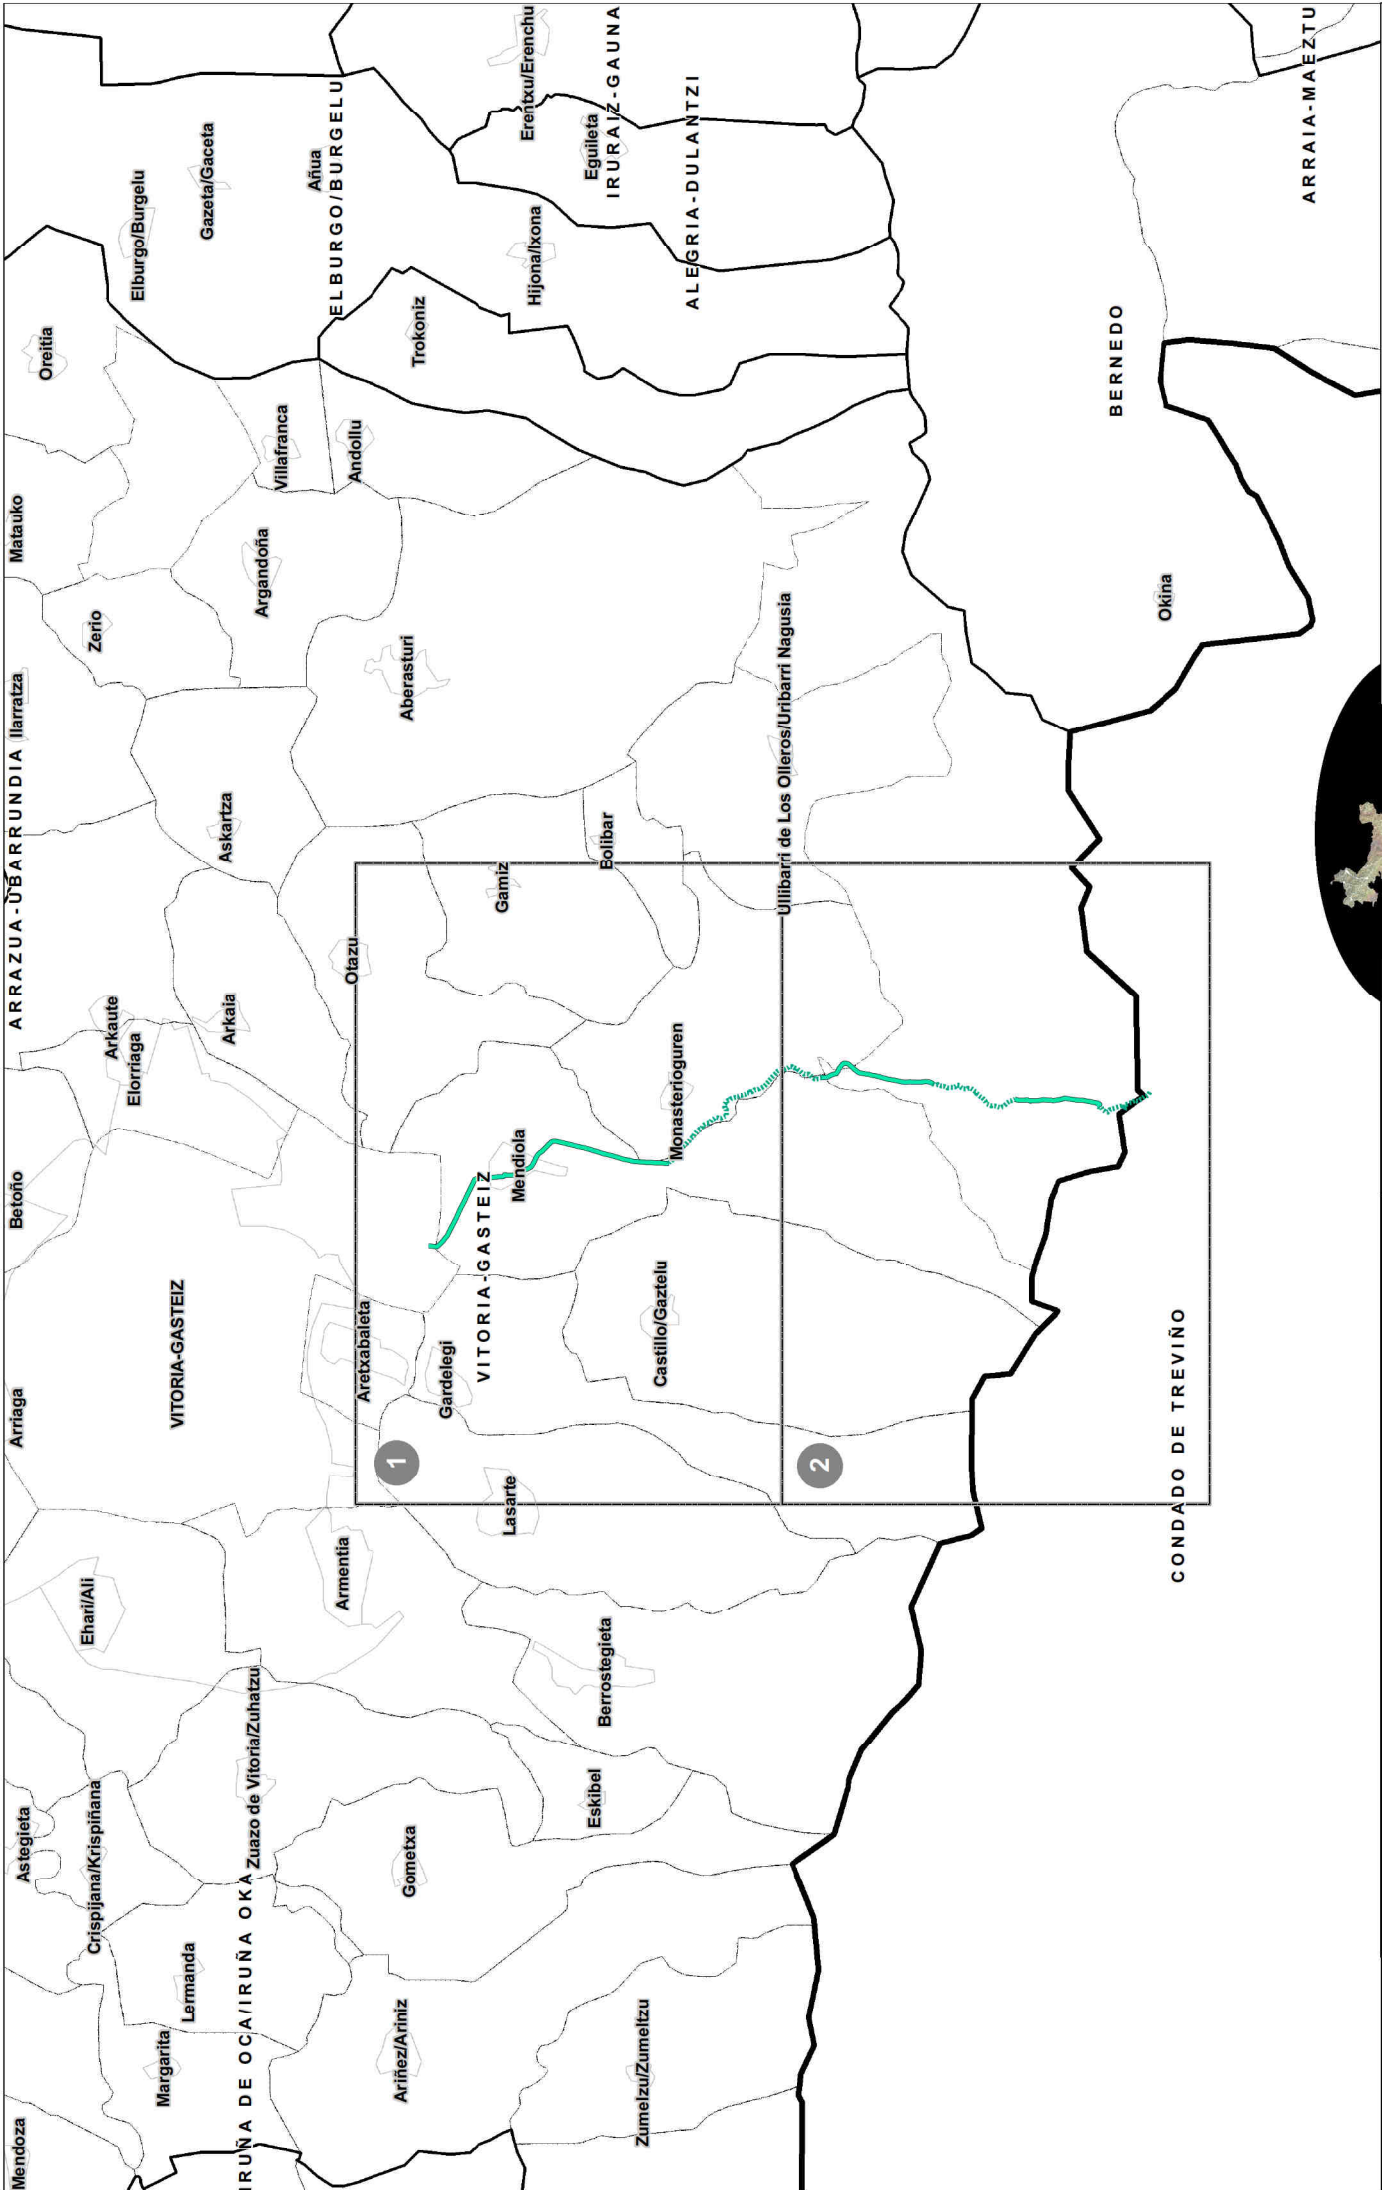 Mendoza
Astegieta
Arriaga
Betoño
ARRAZUA-UBARRUNDIA
Ilarratza
Matauko
Oreitia
Crispijana/Krispiñana
Ehari/Ali
Zerio
Arkaute
Elorriaga
Elburgo/Burgelu
Margarita
Lermanda
VITORIA-GASTEIZ
Gazeta/Gaceta
Askartza
Arkaia
IRUÑA DE OCA/IRUÑA OKA
Zuazo de Vitoria/Zuhatzu
Argandoña
Villafranca
Añua
ELBURGO/BURGELU
Armentia
Aretxabaleta
Otazu
Andollu
Ariñez/Ariniz
Gometxa
1
Aberasturi
Trokoniz
Gardelegi
VITORIA-GASTEIZ
Lasarte
Mendiola
Gamiz
Hijona/Ixona
Erentxu/Erenchu
Eskibel
Berrostegieta
Bolibar
Egileta
IRURAIZ-GAUNA
Zumelzu/Zumeltzu
Castillo/Gaztelu
Monasterioguren
ALEGRIA-DULANTZI
Ullibarri de Los Olleros/Uribarri Nagusia
2
BERNEDO
Okina
CONDADO DE TREVIÑO
ARRAIA-MAEZTU